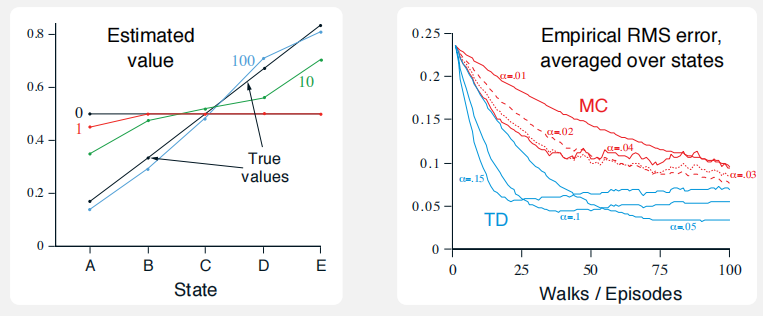 Estimated
value
0.8
0.6
0.4
0.2
0
0
1
100
10
True
values
A B C D E
State
Empirical RMS error,
averaged over states
0.25
0.2
0.15
0.1
0.05
0
α=.01
MC
α=.02
α=.04
α=.03
α=.15
TD
α=.1
α=.05
0 25 50 75 100
Walks / Episodes